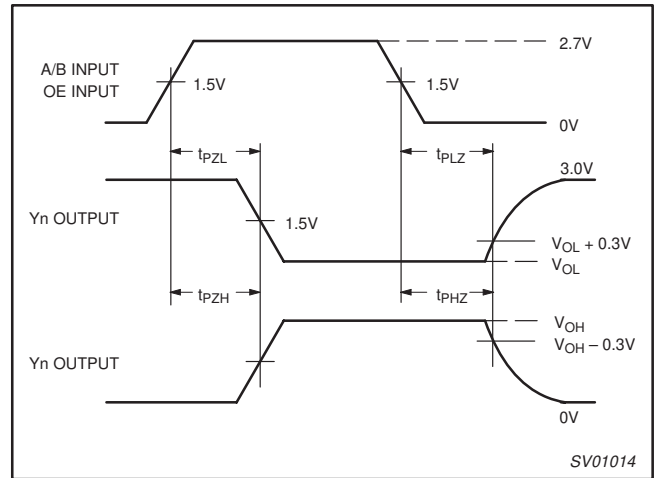 2.7V
A/B INPUT
OE INPUT
1.5V
1.5V
0V
tPZL
tPLZ
3.0V
Yn OUTPUT
1.5V
VOL + 0.3V
VOL
tPZH
tPHZ
VOH
VOH – 0.3V
Yn OUTPUT
0V
SV01014